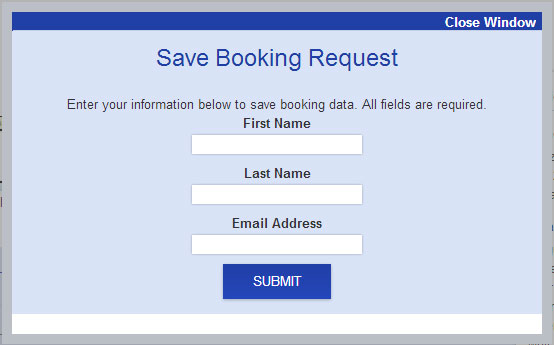 Close Window
Save Booking Request
Enter your information below to save booking data. All fields are required.
First Name
Last Name
Email Address
SUBMIT